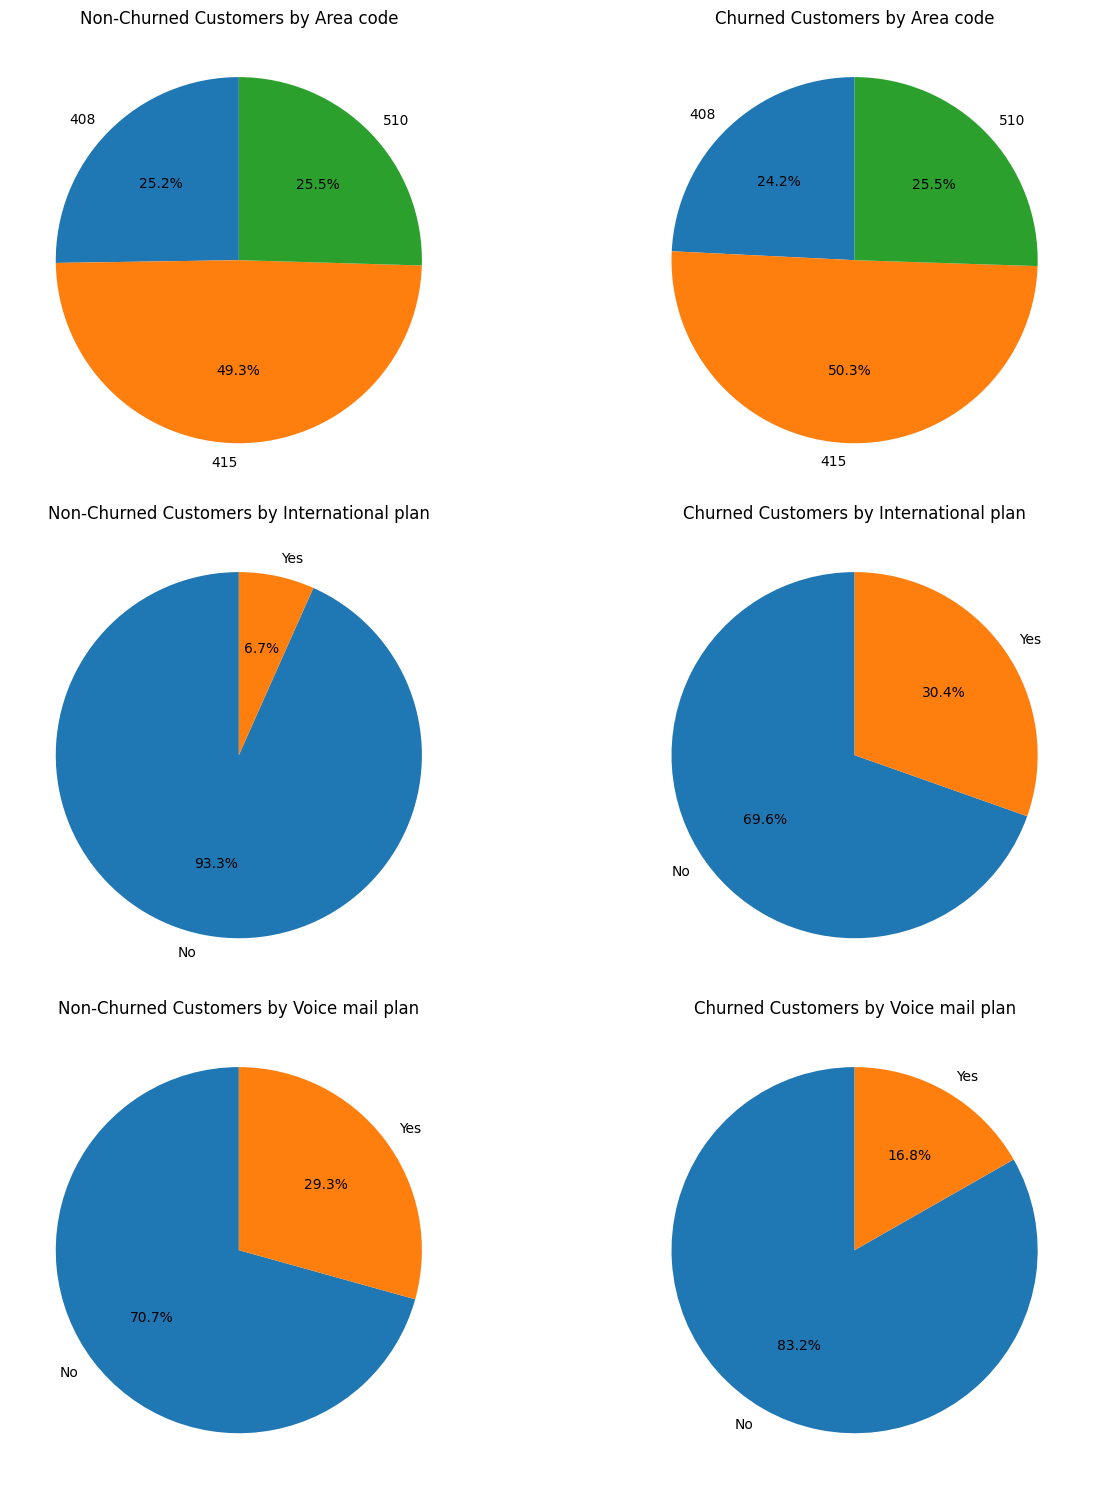 Non-Churned Customers by Area code
408
510
25.2%
25.5%
49.3%
415
Churned Customers by Area code
408
510
24.2%
25.5%
50.3%
415
Non-Churned Customers by International plan
Yes
6.7%
93.3%
No
Churned Customers by International plan
Yes
30.4%
69.6%
No
Non-Churned Customers by Voice mail plan
Yes
29.3%
70.7%
No
Churned Customers by Voice mail plan
Yes
16.8%
83.2%
No